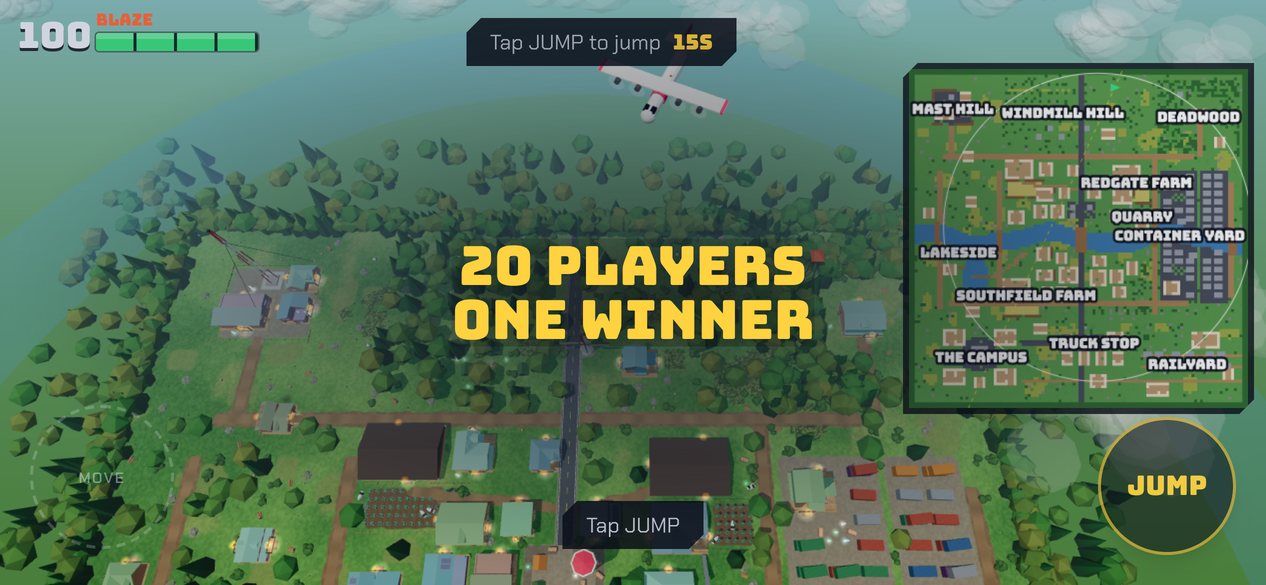 100 BLAZE
Tap JUMP to jump 15S
20 PLAYERS
ONE WINNER
MAST HILL
WINDMILL HILL
DEADWOOD
REDGATE FARM
QUARRY
CONTAINER YARD
LAKESIDE
SOUTHFIELD FARM
TRUCK STOP
THE CAMPUS
RAILYARD
MOVE
JUMP
Tap JUMP